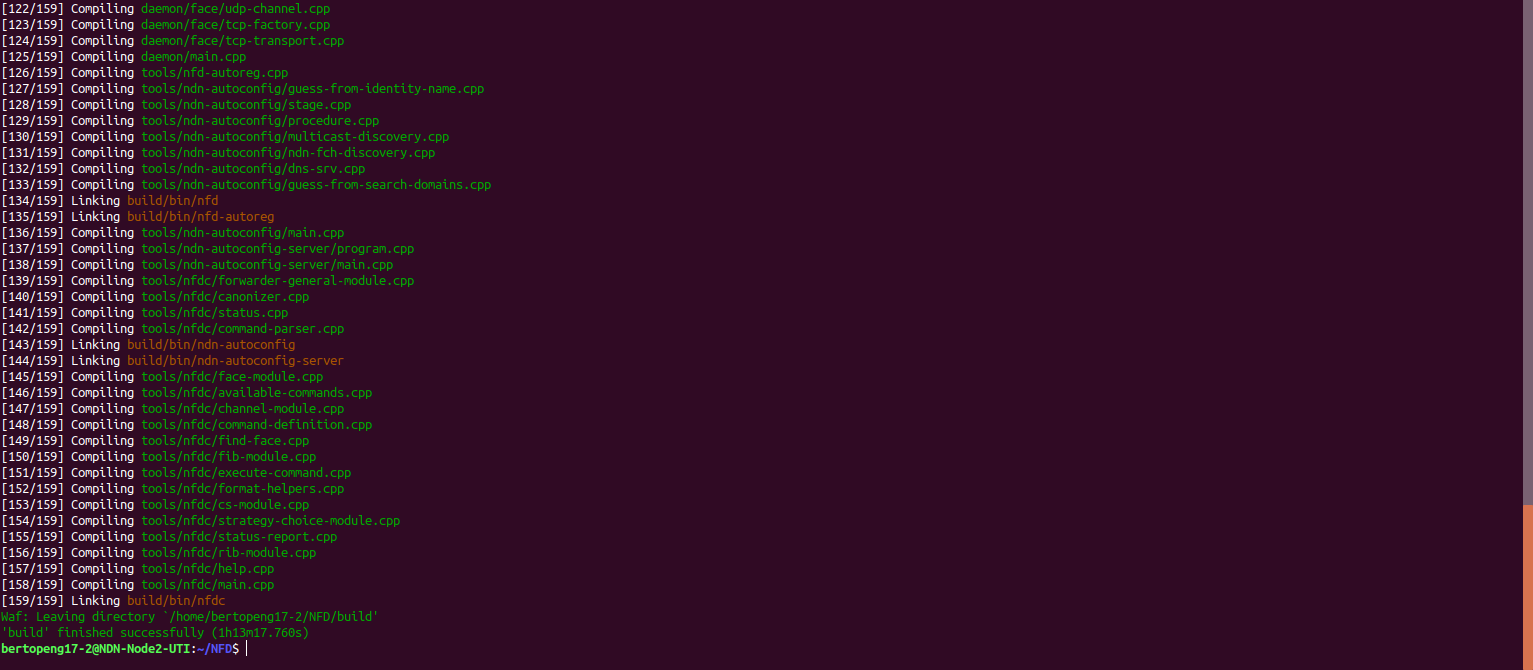 [122/159] Compiling daemon/face/udp-channel.cpp
[123/159] Compiling daemon/face/tcp-factory.cpp
[124/159] Compiling daemon/face/tcp-transport.cpp
[125/159] Compiling daemon/main.cpp
[126/159] Compiling tools/nfd-autoreg.cpp
[127/159] Compiling tools/ndn-autoconfig/guess-from-identity-name.cpp
[128/159] Compiling tools/ndn-autoconfig/stage.cpp
[129/159] Compiling tools/ndn-autoconfig/procedure.cpp
[130/159] Compiling tools/ndn-autoconfig/multicast-discovery.cpp
[131/159] Compiling tools/ndn-autoconfig/ndn-fch-discovery.cpp
[132/159] Compiling tools/ndn-autoconfig/dns-srv.cpp
[133/159] Compiling tools/ndn-autoconfig/guess-from-search-domains.cpp
[134/159] Linking build/bin/nfd
[135/159] Linking build/bin/nfd-autoreg
[136/159] Compiling tools/ndn-autoconfig/main.cpp
[137/159] Compiling tools/ndn-autoconfig-server/program.cpp
[138/159] Compiling tools/ndn-autoconfig-server/main.cpp
[139/159] Compiling tools/nfdc/forwarder-general-module.cpp
[140/159] Compiling tools/nfdc/canonizer.cpp
[141/159] Compiling tools/nfdc/status.cpp
[142/159] Compiling tools/nfdc/command-parser.cpp
[143/159] Linking build/bin/ndn-autoconfig
[144/159] Linking build/bin/ndn-autoconfig-server
[145/159] Compiling tools/nfdc/face-module.cpp
[146/159] Compiling tools/nfdc/available-commands.cpp
[147/159] Compiling tools/nfdc/channel-module.cpp
[148/159] Compiling tools/nfdc/command-definition.cpp
[149/159] Compiling tools/nfdc/find-face.cpp
[150/159] Compiling tools/nfdc/fib-module.cpp
[151/159] Compiling tools/nfdc/execute-command.cpp
[152/159] Compiling tools/nfdc/format-helpers.cpp
[153/159] Compiling tools/nfdc/cs-module.cpp
[154/159] Compiling tools/nfdc/strategy-choice-module.cpp
[155/159] Compiling tools/nfdc/status-report.cpp
[156/159] Compiling tools/nfdc/rib-module.cpp
[157/159] Compiling tools/nfdc/help.cpp
[158/159] Compiling tools/nfdc/main.cpp
[159/159] Linking build/bin/nfdc
Waf: Leaving directory `/home/bertopeng17-2/NFD/build'
'build' finished successfully (1h13m17.760s)
bertopeng17-2@NDN-Node2-UTI:~/NFD$